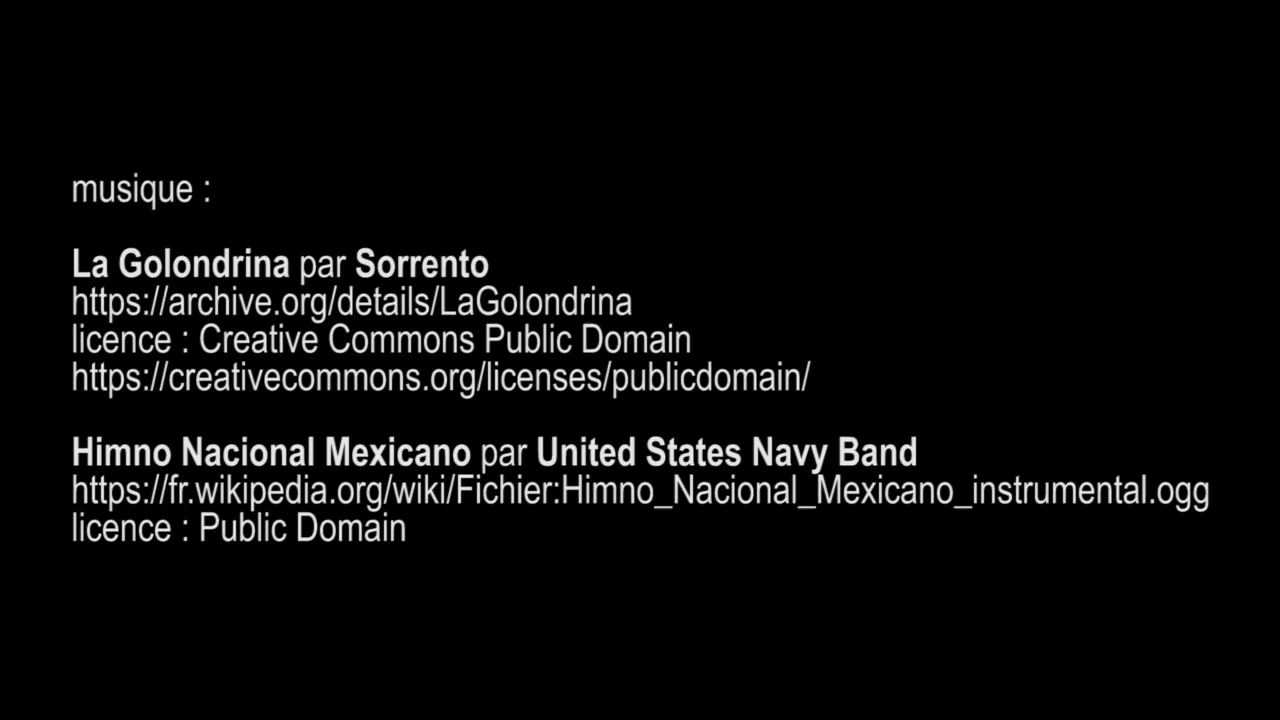 musique :
La Golondrina par Sorrento
https://archive.org/details/LaGolondrina
licence : Creative Commons Public Domain
https://creativecommons.org/licenses/publicdomain/
Himno Nacional Mexicano par United States Navy Band
https://fr.wikipedia.org/wiki/Fichier:Himno_Nacional_Mexicano_instrumental.ogg
licence : Public Domain